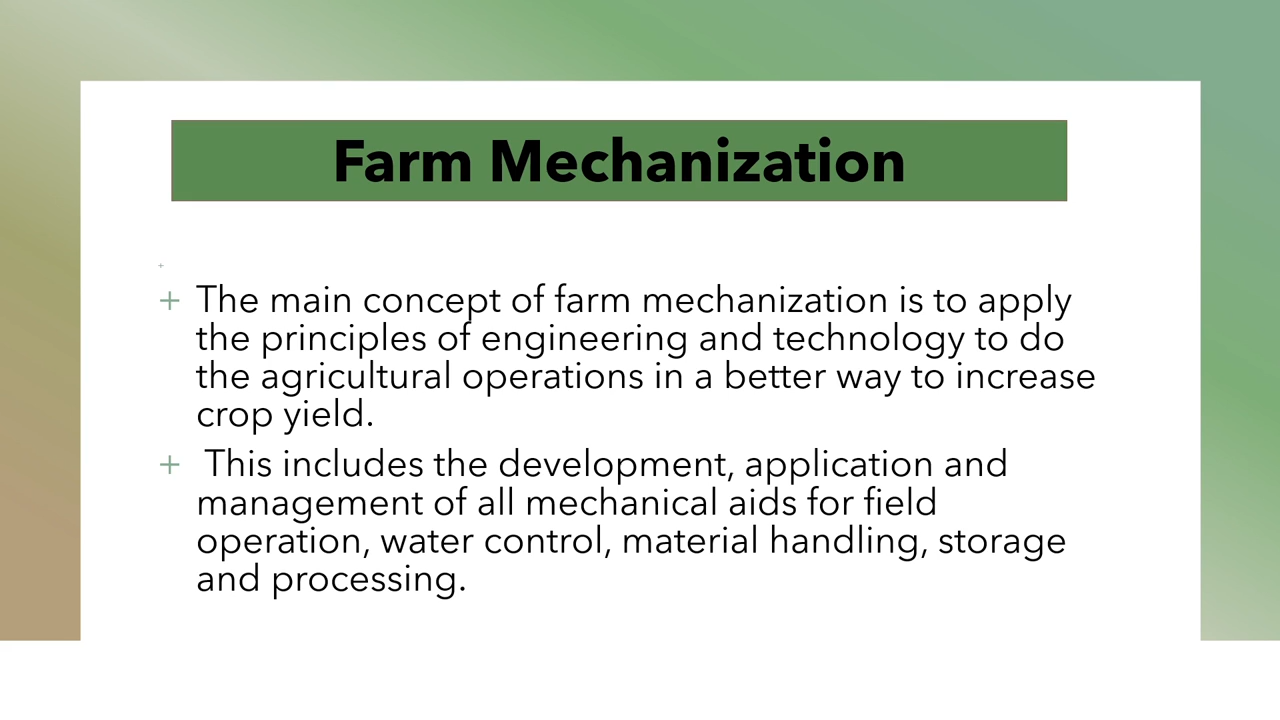 Farm Mechanization
+
+ The main concept of farm mechanization is to apply
the principles of engineering and technology to do
the agricultural operations in a better way to increase
crop yield.
+ This includes the development, application and
management of all mechanical aids for field
operation, water control, material handling, storage
and processing.